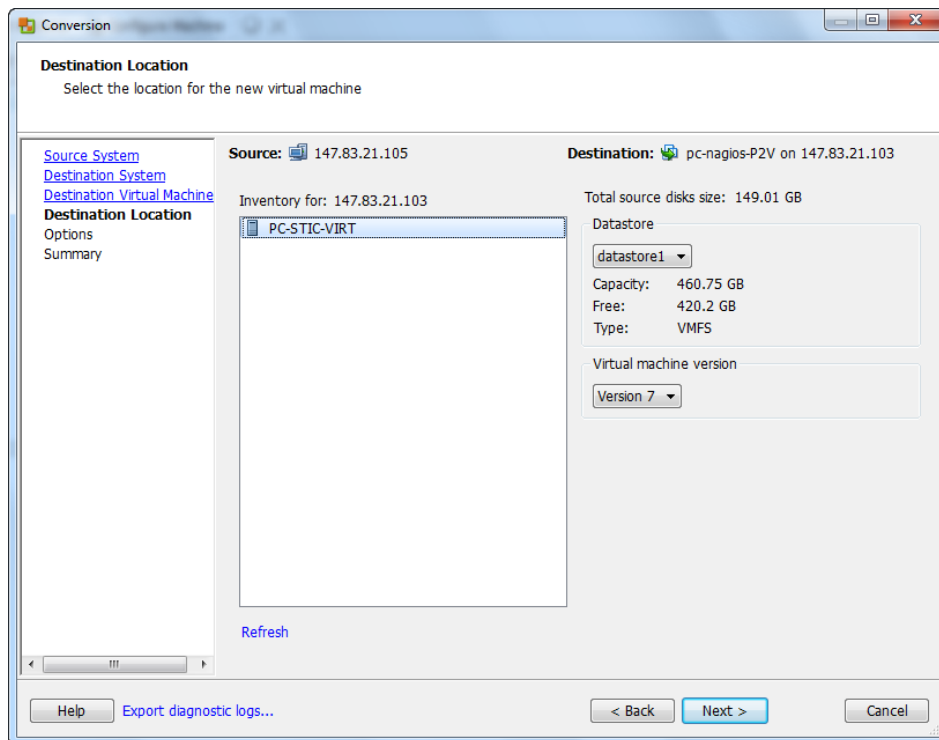 Conversion
Destination Location
Select the location for the new virtual machine
Source System
Destination System
Destination Virtual Machine
Destination Location
Options
Summary
Source: 147.83.21.105
Destination: pc-nagios-P2V on 147.83.21.103
Inventory for: 147.83.21.103
PC-STIC-VIRT
Refresh
Total source disks size: 149.01 GB
Datastore
datastore1
Capacity: 460.75 GB
Free: 420.2 GB
Type: VMFS
Virtual machine version
Version 7
Help
Export diagnostic logs...
< Back
Next >
Cancel